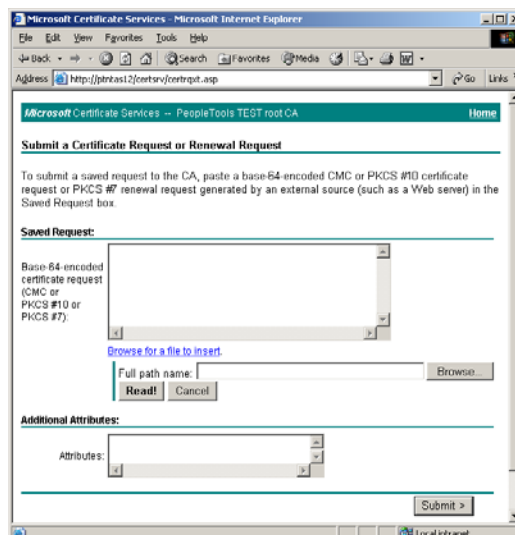 Microsoft Certificate Services - Microsoft Internet Explorer
File Edit View Favorites Tools Help
Back Search Favorites Media
Address http://ptntas12/certsrv/certrqxt.asp Go Links
Microsoft Certificate Services -- PeopleTools TEST root CA Home
Submit a Certificate Request or Renewal Request
To submit a saved request to the CA, paste a base-64-encoded CMC or PKCS #10 certificate
request or PKCS #7 renewal request generated by an external source (such as a Web server) in the
Saved Request box.
Saved Request:
Base-64-encoded
certificate request
(CMC or
PKCS #10 or
PKCS #7):
Browse for a file to insert.
Full path name: Browse...
Read! Cancel
Additional Attributes:
Attributes:
Submit >
Local intranet